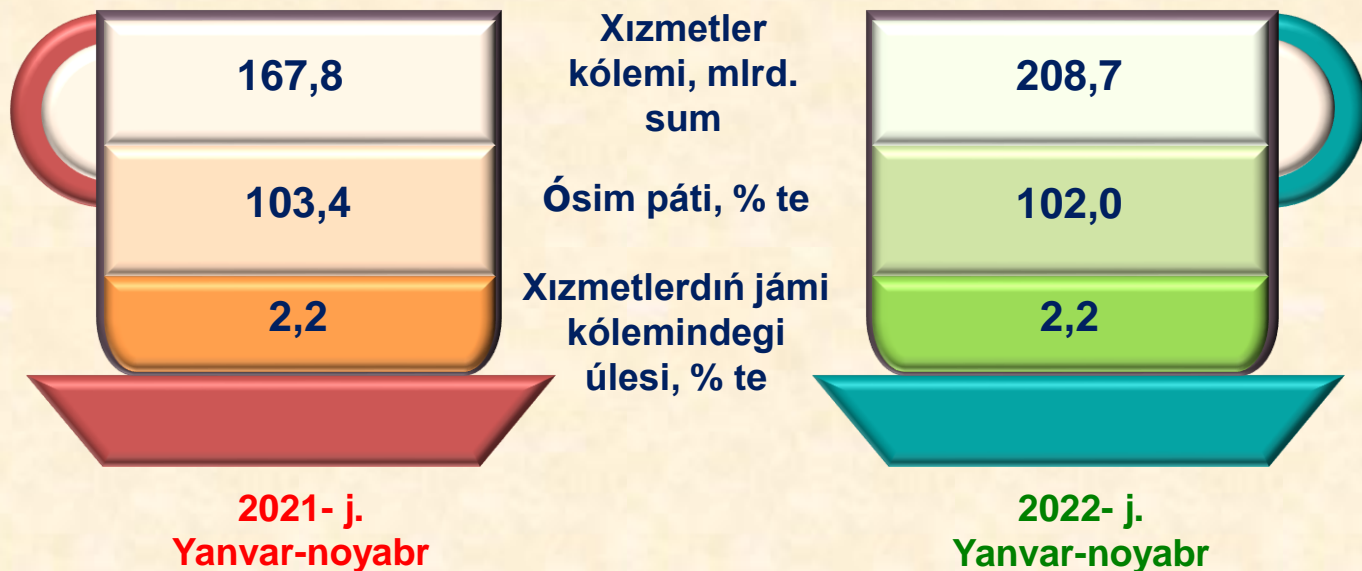 167,8
103,4
2,2
Xızmetler
kólemi, mlrd.
sum
Ósim páti, % te
Xızmetlerdıń jámi
kólemindegi
úlesi, % te
208,7
102,0
2,2
2021- j.
Yanvar-noyabr
2022- j.
Yanvar-noyabr